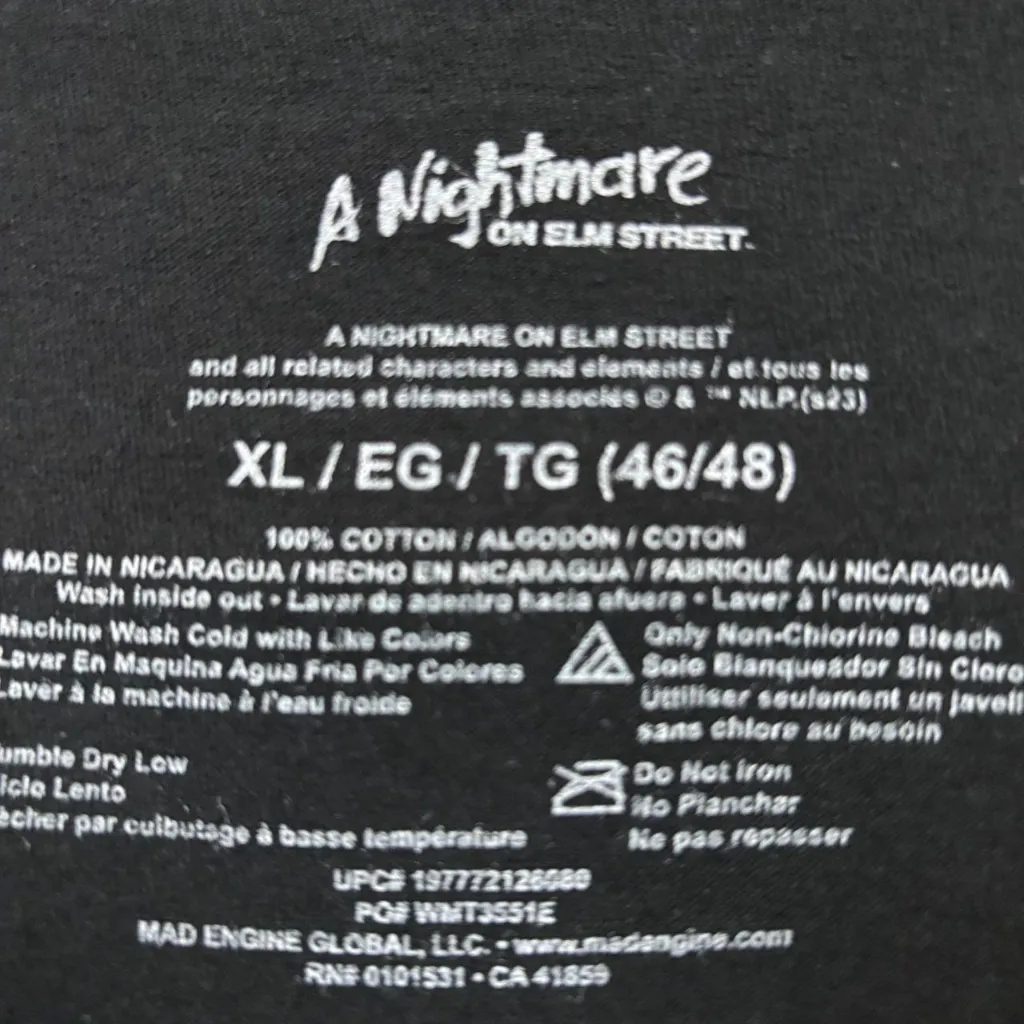 A Nightmare
ON ELM STREET
A NIGHTMARE ON ELM STREET
and all related characters and elements / et tous les
personnages et éléments associés © & ™ NLP.(s23)
XL / EG / TG (46/48)
100% COTTON / ALGODÓN / COTON
MADE IN NICARAGUA / HECHO EN NICARAGUA / FABRIQUÉ AU NICARAGUA
Wash inside out • Lavar de adentro hacia afuera • Laver à l'envers
Machine Wash Cold with Like Colors
Lavar En Maquina Agua Fria Por Colores
Laver à la machine à l'eau froide
Only Non-Chlorine Bleach
Solo Blanqueador Sin Cloro
Utiliser seulement un javell
sans chlore au besoin
umble Dry Low
iclo Lento
écher par culbutage à basse température
Do Not Iron
No Planchar
Ne pas repasser
UPC#
PO# WMT3551E
MAD ENGINE GLOBAL, LLC. • www.madengine.com
RN# 0101531 • CA 41859